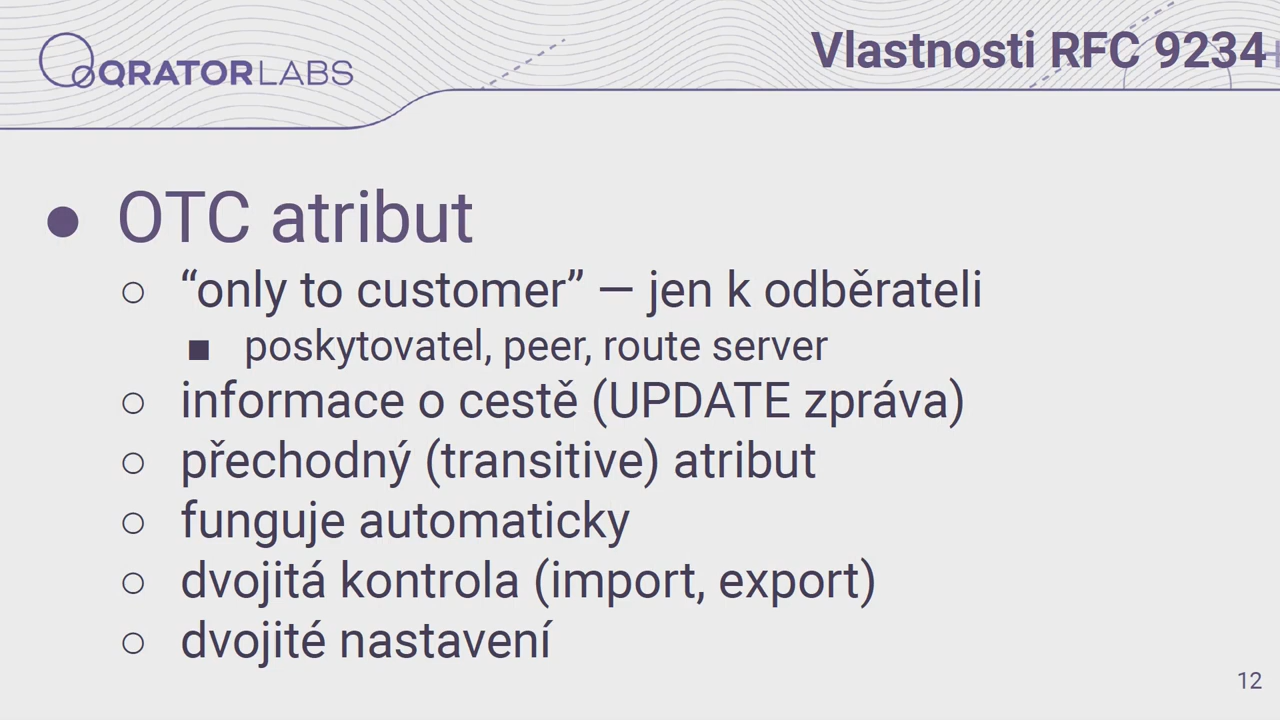 QRATORLABS
Vlastnosti RFC 9234
● OTC atribut
○ “only to customer” — jen k odběrateli
■ poskytovatel, peer, route server
○ informace o cestě (UPDATE zpráva)
○ přechodný (transitive) atribut
○ funguje automaticky
○ dvojitá kontrola (import, export)
○ dvojité nastavení
12